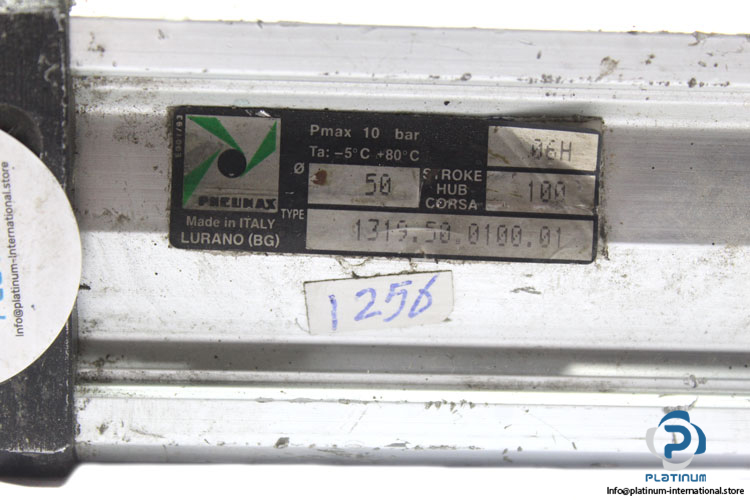 Pmax 10 bar
Ta: -5°C +80°C
06H
Ø
50
STROKE
HUB
CORSA
100
PNEUMAX
Made in ITALY
LURANO (BG)
TYPE
1319.50.0100.01
1256
Info@platinum-international.store
PLATINUM
Info@platinum-international.store